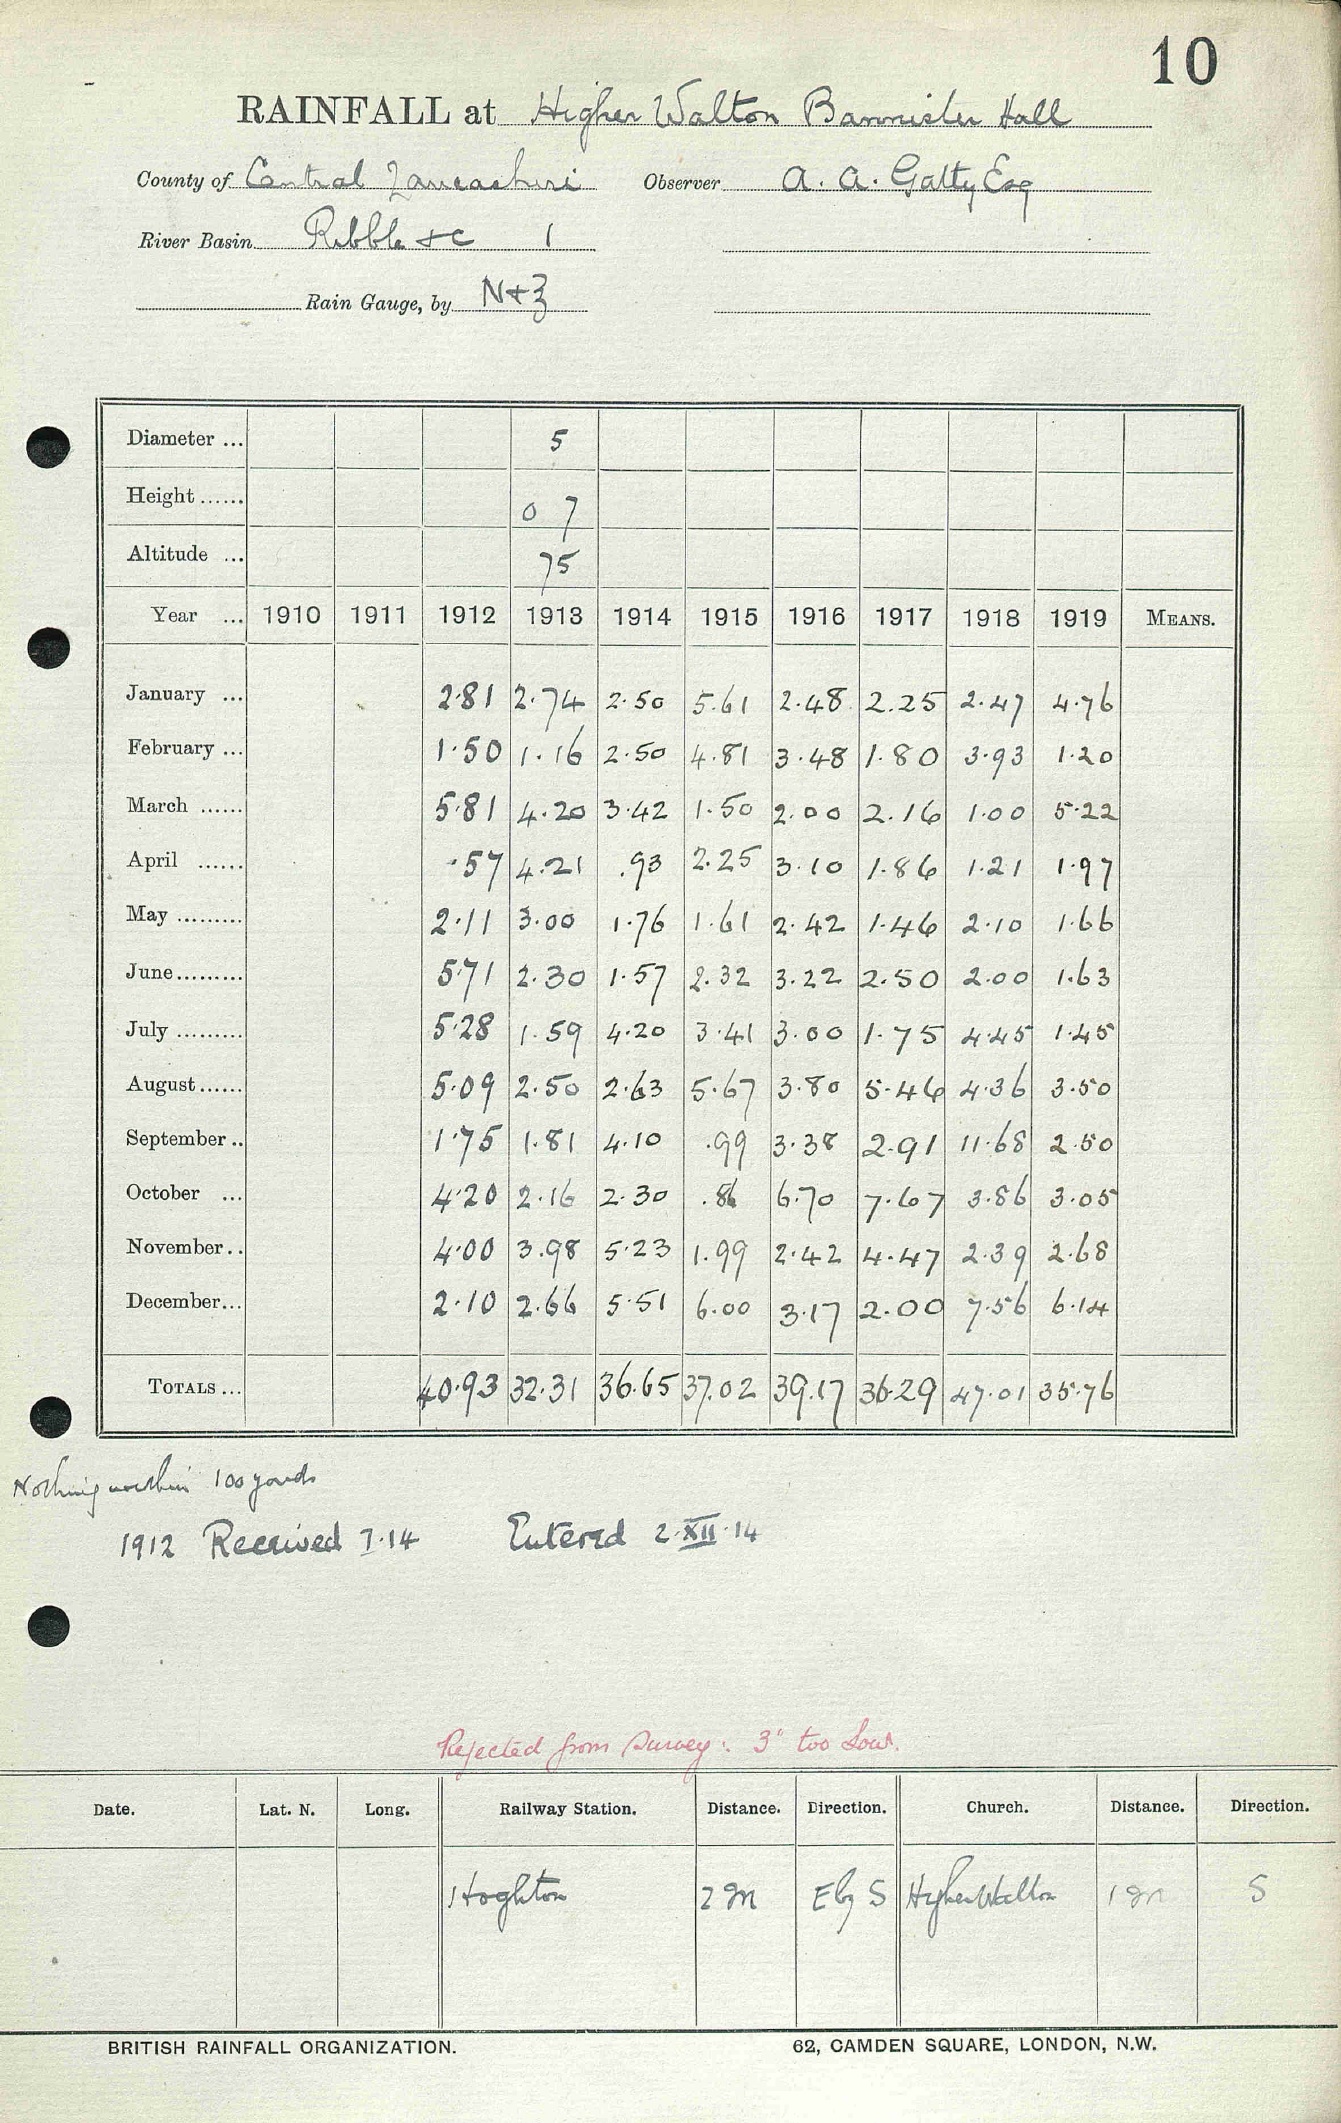 10
RAINFALL at Higher Walton Bannister Hall
County of Central Lancashire Observer A. A. Gatty Esq
River Basin Ribble &c 1
Rain Gauge, by N+Z
Diameter ... 5
Height ...... 0 7
Altitude ... 75
Year ... 1910 1911 1912 1913 1914 1915 1916 1917 1918 1919 MEANS.
January ... 2.81 2.74 2.50 5.61 2.48 2.25 2.47 4.76
February ... 1.50 1.16 2.50 4.81 3.48 1.80 3.93 1.20
March ...... 5.81 4.20 3.42 1.50 2.00 2.16 1.00 5.22
April ...... .57 4.21 .93 2.25 3.10 1.86 1.21 1.97
May ......... 2.11 3.00 1.76 1.61 2.42 1.46 2.10 1.66
June ......... 5.71 2.30 1.57 2.32 3.22 2.50 2.00 1.63
July ......... 5.28 1.59 4.20 3.41 3.00 1.75 4.45 1.45
August ...... 5.09 2.50 2.63 5.67 3.80 5.46 4.36 3.50
September .. 1.75 1.81 4.10 .99 3.38 2.91 11.68 2.50
October ... 4.20 2.16 2.30 .86 6.70 7.67 3.86 3.05
November .. 4.00 3.98 5.23 1.99 2.42 4.47 2.39 2.68
December ... 2.10 2.66 5.51 6.00 3.17 2.00 7.56 6.14
TOTALS ... 40.93 32.31 36.65 37.02 39.17 36.29 47.01 35.76
Nothing within 100 yards
1912 Received I.14 Entered 2.XII.14
Rejected from Survey: 3" too low.
Date. Lat. N. Long. Railway Station. Distance. Direction. Church. Distance. Direction.
Hoghton 2 m E by S Higher Walton 1 m S
BRITISH RAINFALL ORGANIZATION. 62, CAMDEN SQUARE, LONDON, N.W.